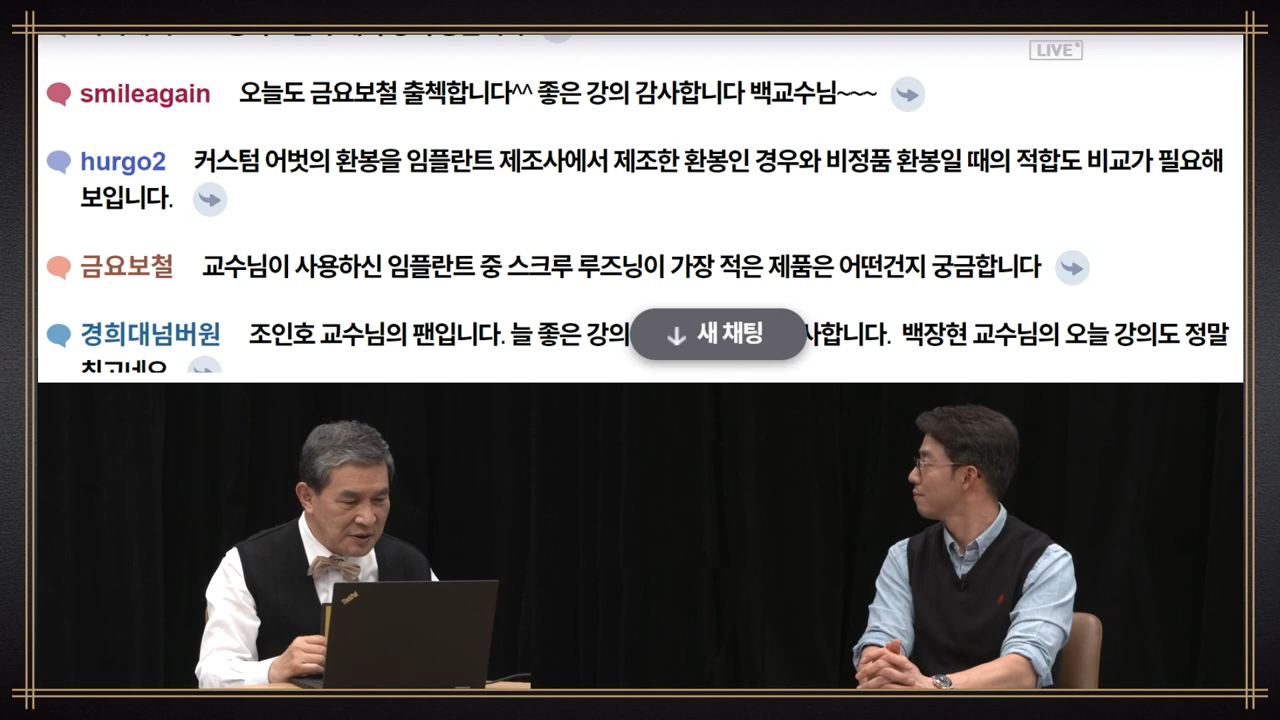 LIVE
smileagain 오늘도 금요보철 출첵합니다^^ 좋은 강의 감사합니다 백교수님~~~
hurgo2 커스텀 어벗의 환봉을 임플란트 제조사에서 제조한 환봉인 경우와 비정품 환봉일 때의 적합도 비교가 필요해
보입니다.
금요보철 교수님이 사용하신 임플란트 중 스크루 루즈닝이 가장 적은 제품은 어떤건지 궁금합니다
경희대넘버원 조인호 교수님의 팬입니다. 늘 좋은 강의 새 채팅 사합니다. 백장현 교수님의 오늘 강의도 정말
ThinkPad